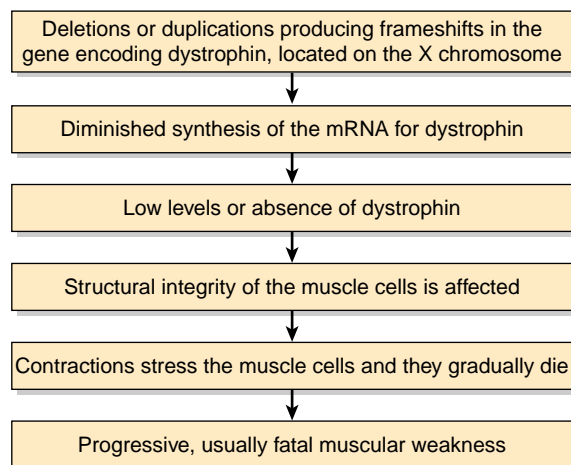 Deletions or duplications producing frameshifts in the
gene encoding dystrophin, located on the X chromosome
Diminished synthesis of the mRNA for dystrophin
Low levels or absence of dystrophin
Structural integrity of the muscle cells is affected
Contractions stress the muscle cells and they gradually die
Progressive, usually fatal muscular weakness